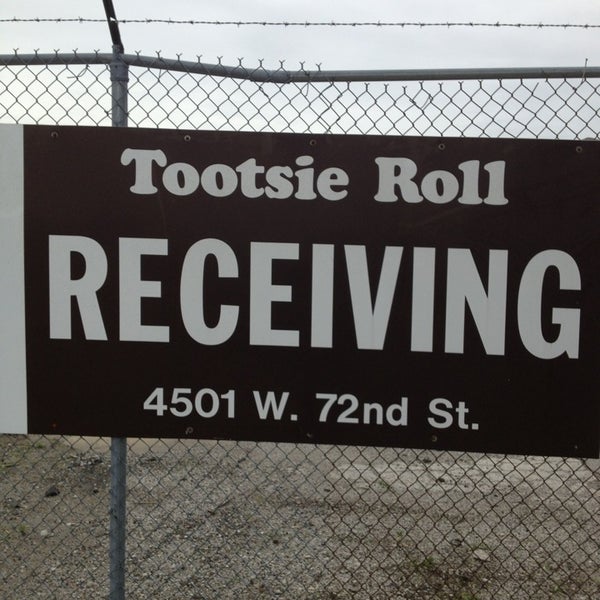 Tootsie Roll
RECEIVING
4501 W. 72nd St.